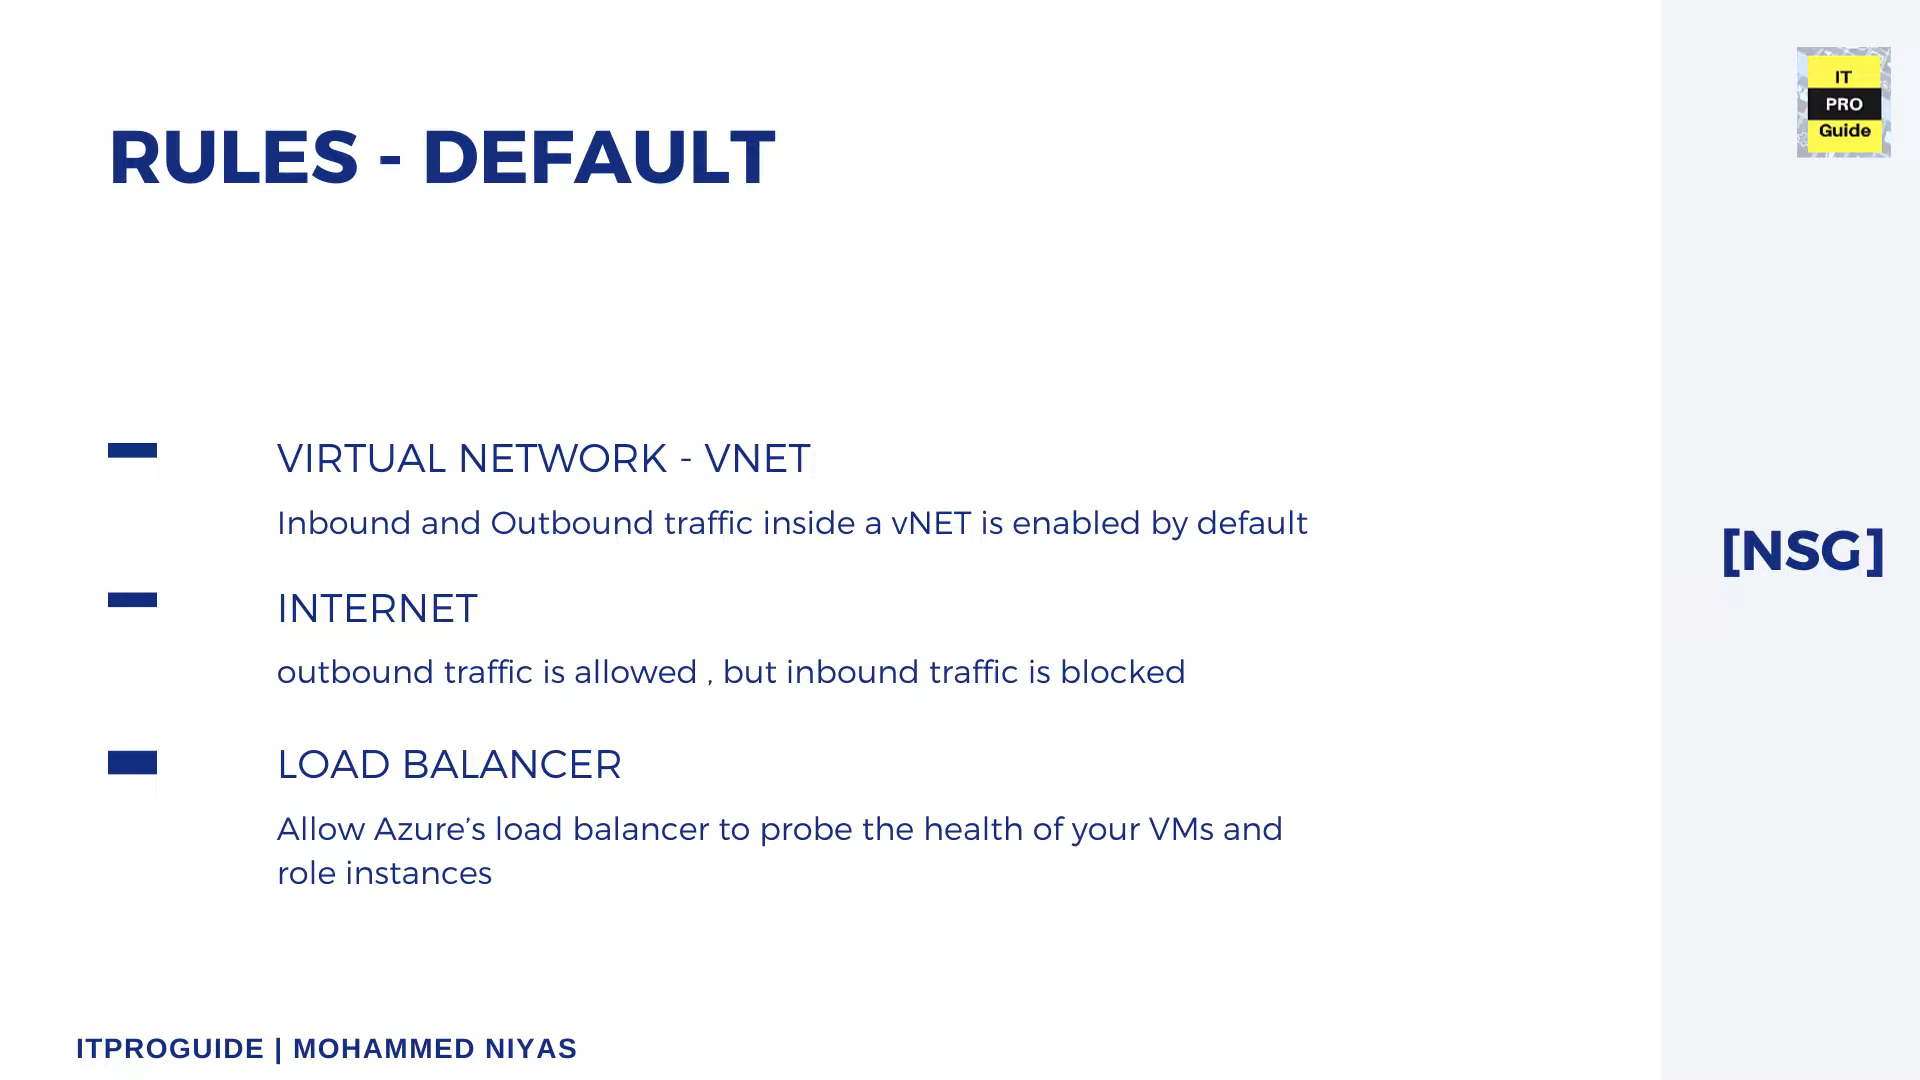 IT
PRO
Guide
RULES - DEFAULT
VIRTUAL NETWORK - VNET
Inbound and Outbound traffic inside a vNET is enabled by default
[NSG]
INTERNET
outbound traffic is allowed , but inbound traffic is blocked
LOAD BALANCER
Allow Azure’s load balancer to probe the health of your VMs and
role instances
ITPROGUIDE | MOHAMMED NIYAS